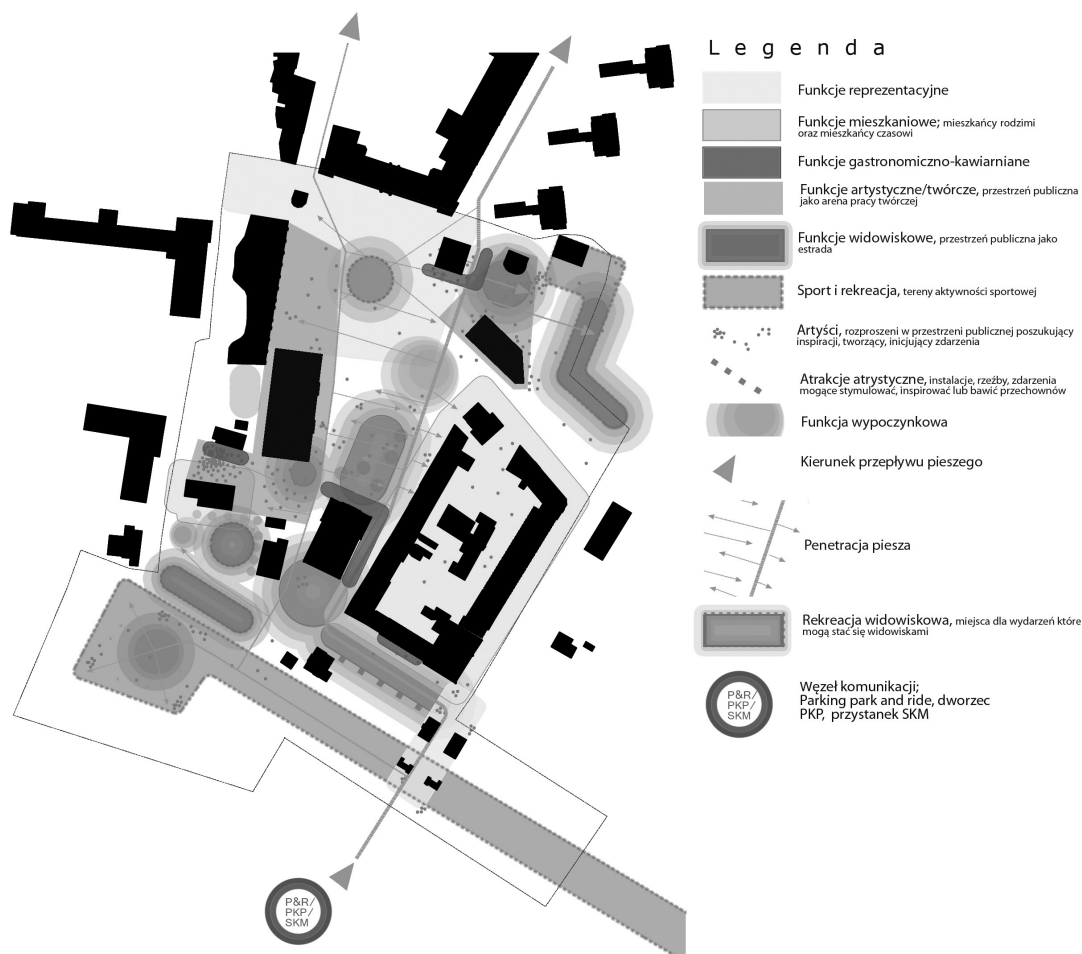 Legenda
Funkcje reprezentacyjne
Funkcje mieszkaniowe; mieszkańcy rodzimi
oraz mieszkańcy czasowi
Funkcje gastronomiczno-kawiarniane
Funkcje artystyczne/twórcze, przestrzeń publiczna
jako arena pracy twórczej
Funkcje widowiskowe, przestrzeń publiczna jako
estrada
Sport i rekreacja, tereny aktywności sportowej
Artyści, rozproszeni w przestrzeni publicznej poszukujący
inspiracji, tworzący, inicjujący zdarzenia
Atrakcje atrystyczne, instalacje, rzeźby, zdarzenia
mogące stymulować, inspirować lub bawić przechownów
Funkcja wypoczynkowa
Kierunek przepływu pieszego
Penetracja piesza
Rekreacja widowiskowa, miejsca dla wydarzeń które
mogą stać się widowiskami
P&R/
PKP/
SKM
Węzeł komunikacji;
Parking park and ride, dworzec
PKP, przystanek SKM
P&R/
PKP/
SKM